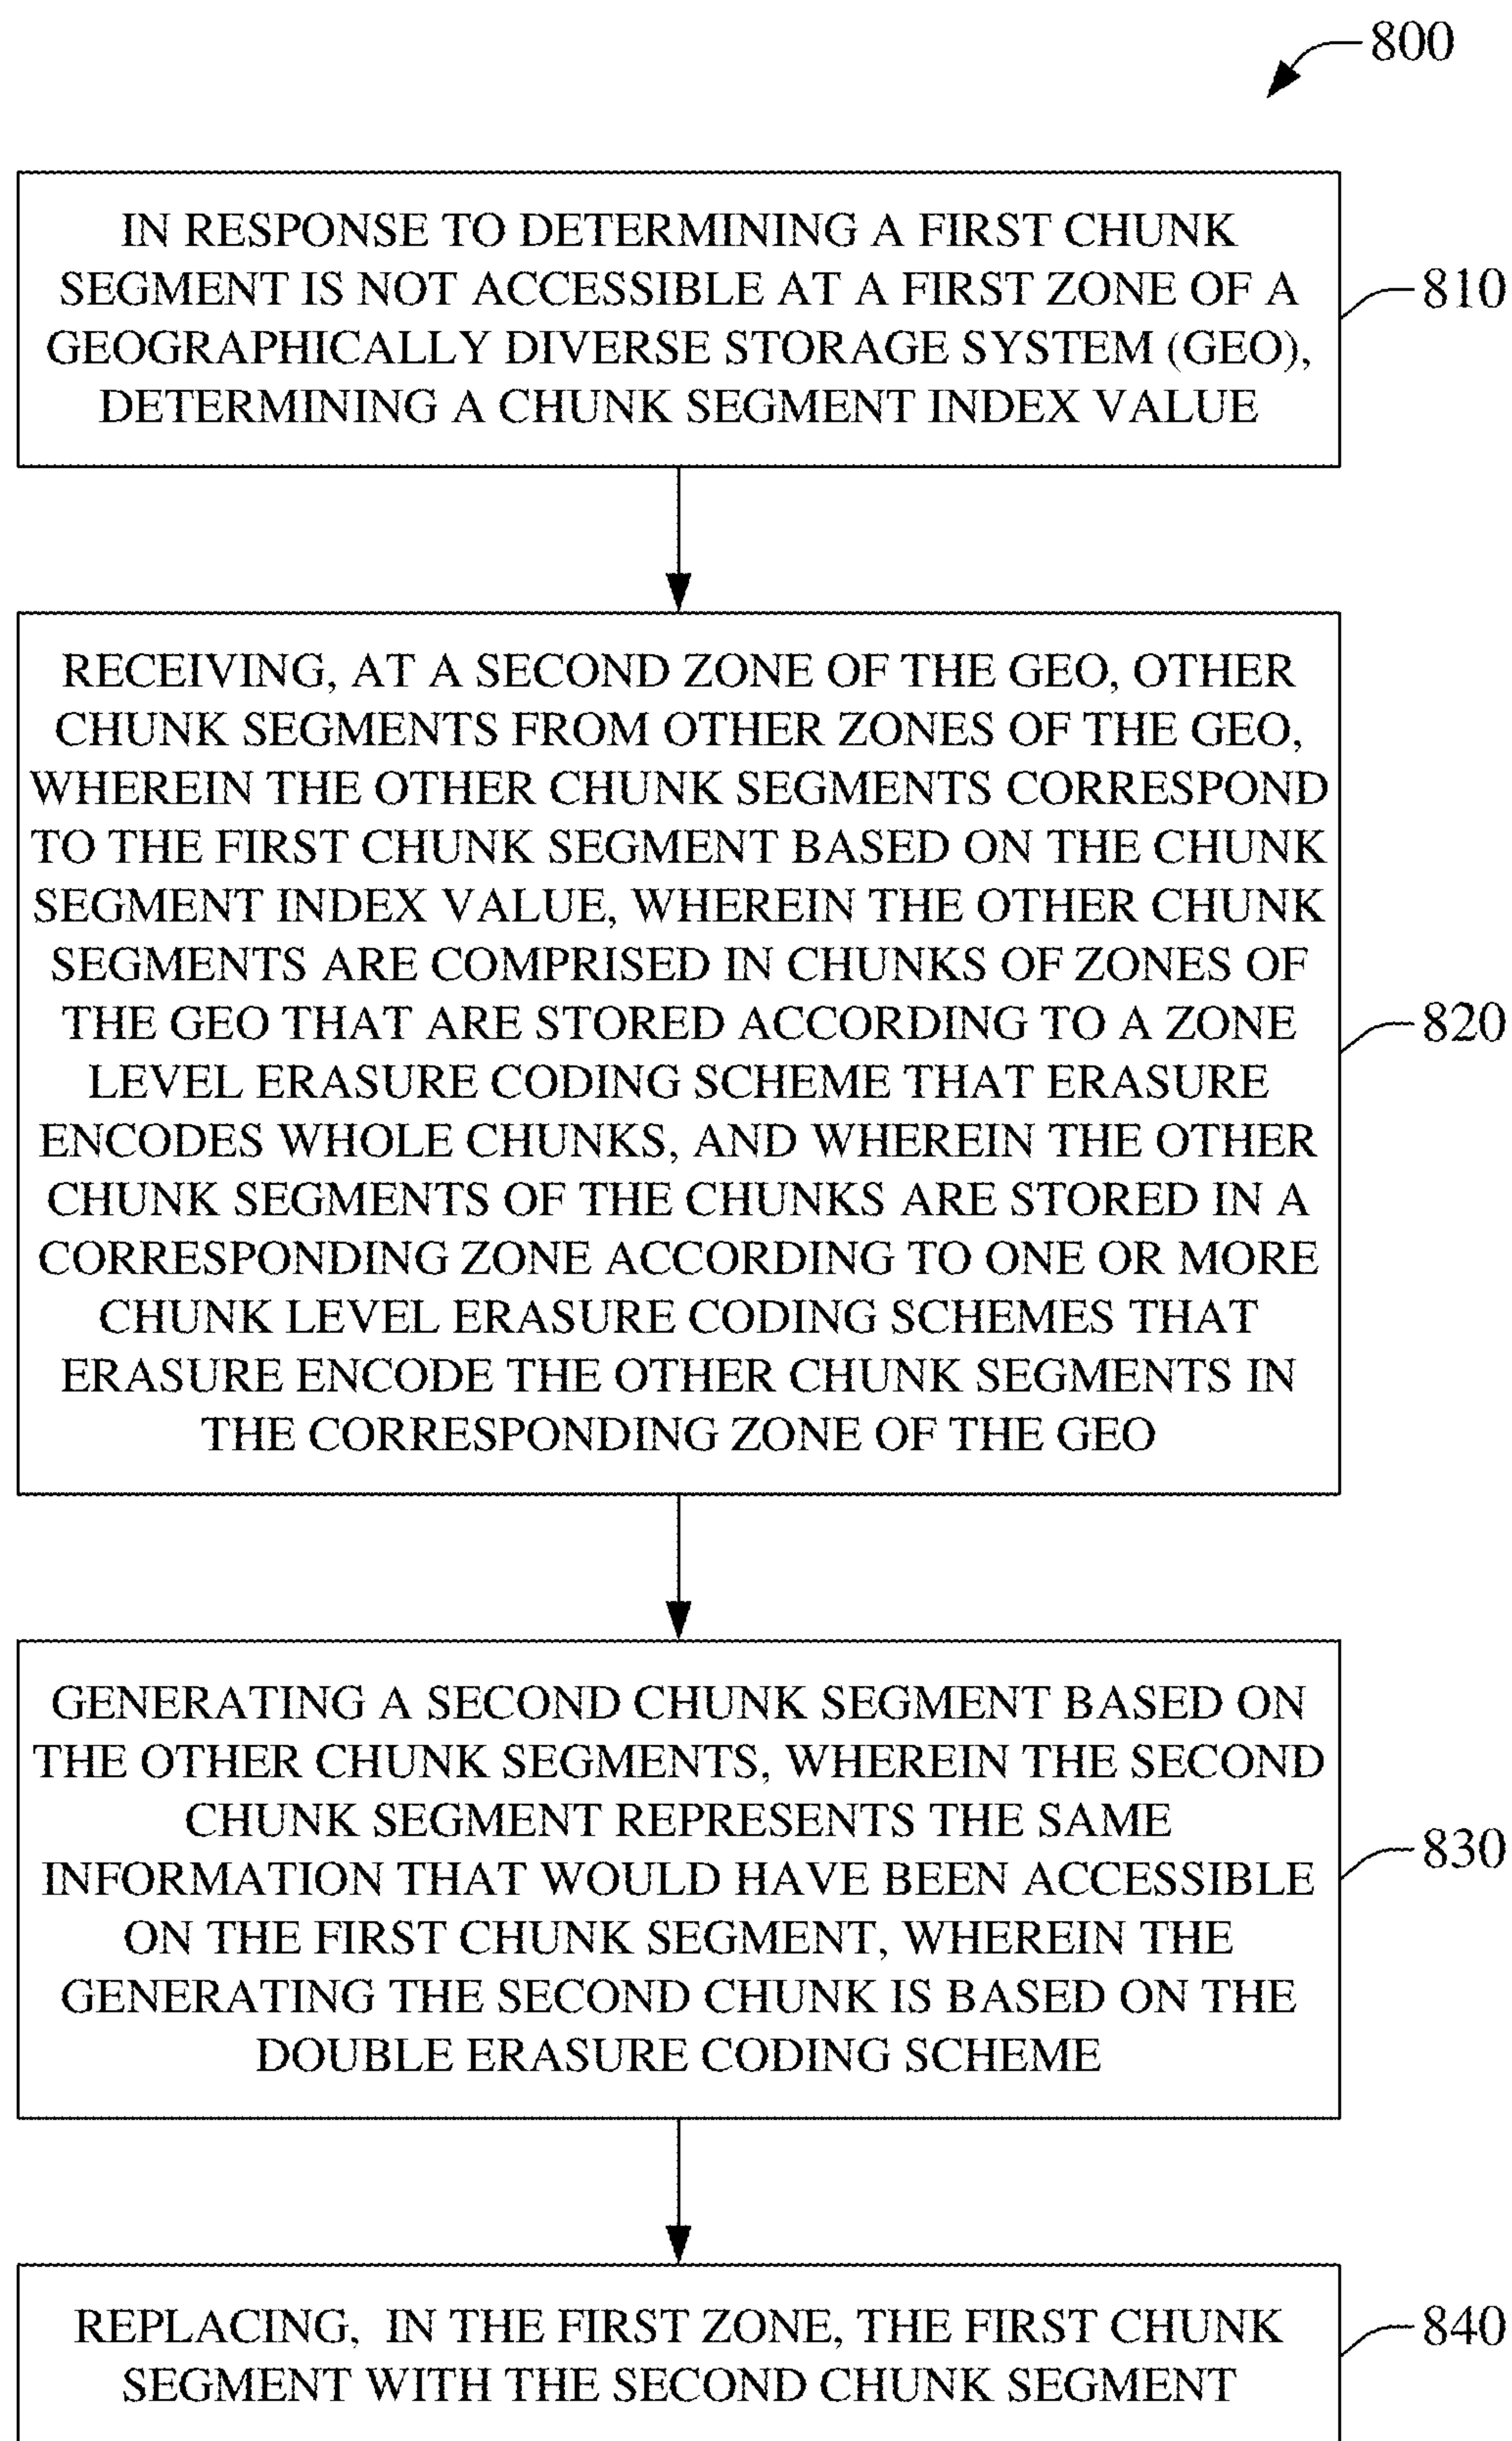 800
IN RESPONSE TO DETERMINING A FIRST CHUNK
SEGMENT IS NOT ACCESSIBLE AT A FIRST ZONE OF A
GEOGRAPHICALLY DIVERSE STORAGE SYSTEM (GEO),
DETERMINING A CHUNK SEGMENT INDEX VALUE
810
RECEIVING, AT A SECOND ZONE OF THE GEO, OTHER
CHUNK SEGMENTS FROM OTHER ZONES OF THE GEO,
WHEREIN THE OTHER CHUNK SEGMENTS CORRESPOND
TO THE FIRST CHUNK SEGMENT BASED ON THE CHUNK
SEGMENT INDEX VALUE, WHEREIN THE OTHER CHUNK
SEGMENTS ARE COMPRISED IN CHUNKS OF ZONES OF
THE GEO THAT ARE STORED ACCORDING TO A ZONE
LEVEL ERASURE CODING SCHEME THAT ERASURE
ENCODES WHOLE CHUNKS, AND WHEREIN THE OTHER
CHUNK SEGMENTS OF THE CHUNKS ARE STORED IN A
CORRESPONDING ZONE ACCORDING TO ONE OR MORE
CHUNK LEVEL ERASURE CODING SCHEMES THAT
ERASURE ENCODE THE OTHER CHUNK SEGMENTS IN
THE CORRESPONDING ZONE OF THE GEO
820
GENERATING A SECOND CHUNK SEGMENT BASED ON
THE OTHER CHUNK SEGMENTS, WHEREIN THE SECOND
CHUNK SEGMENT REPRESENTS THE SAME
INFORMATION THAT WOULD HAVE BEEN ACCESSIBLE
ON THE FIRST CHUNK SEGMENT, WHEREIN THE
GENERATING THE SECOND CHUNK IS BASED ON THE
DOUBLE ERASURE CODING SCHEME
830
REPLACING, IN THE FIRST ZONE, THE FIRST CHUNK
SEGMENT WITH THE SECOND CHUNK SEGMENT
840